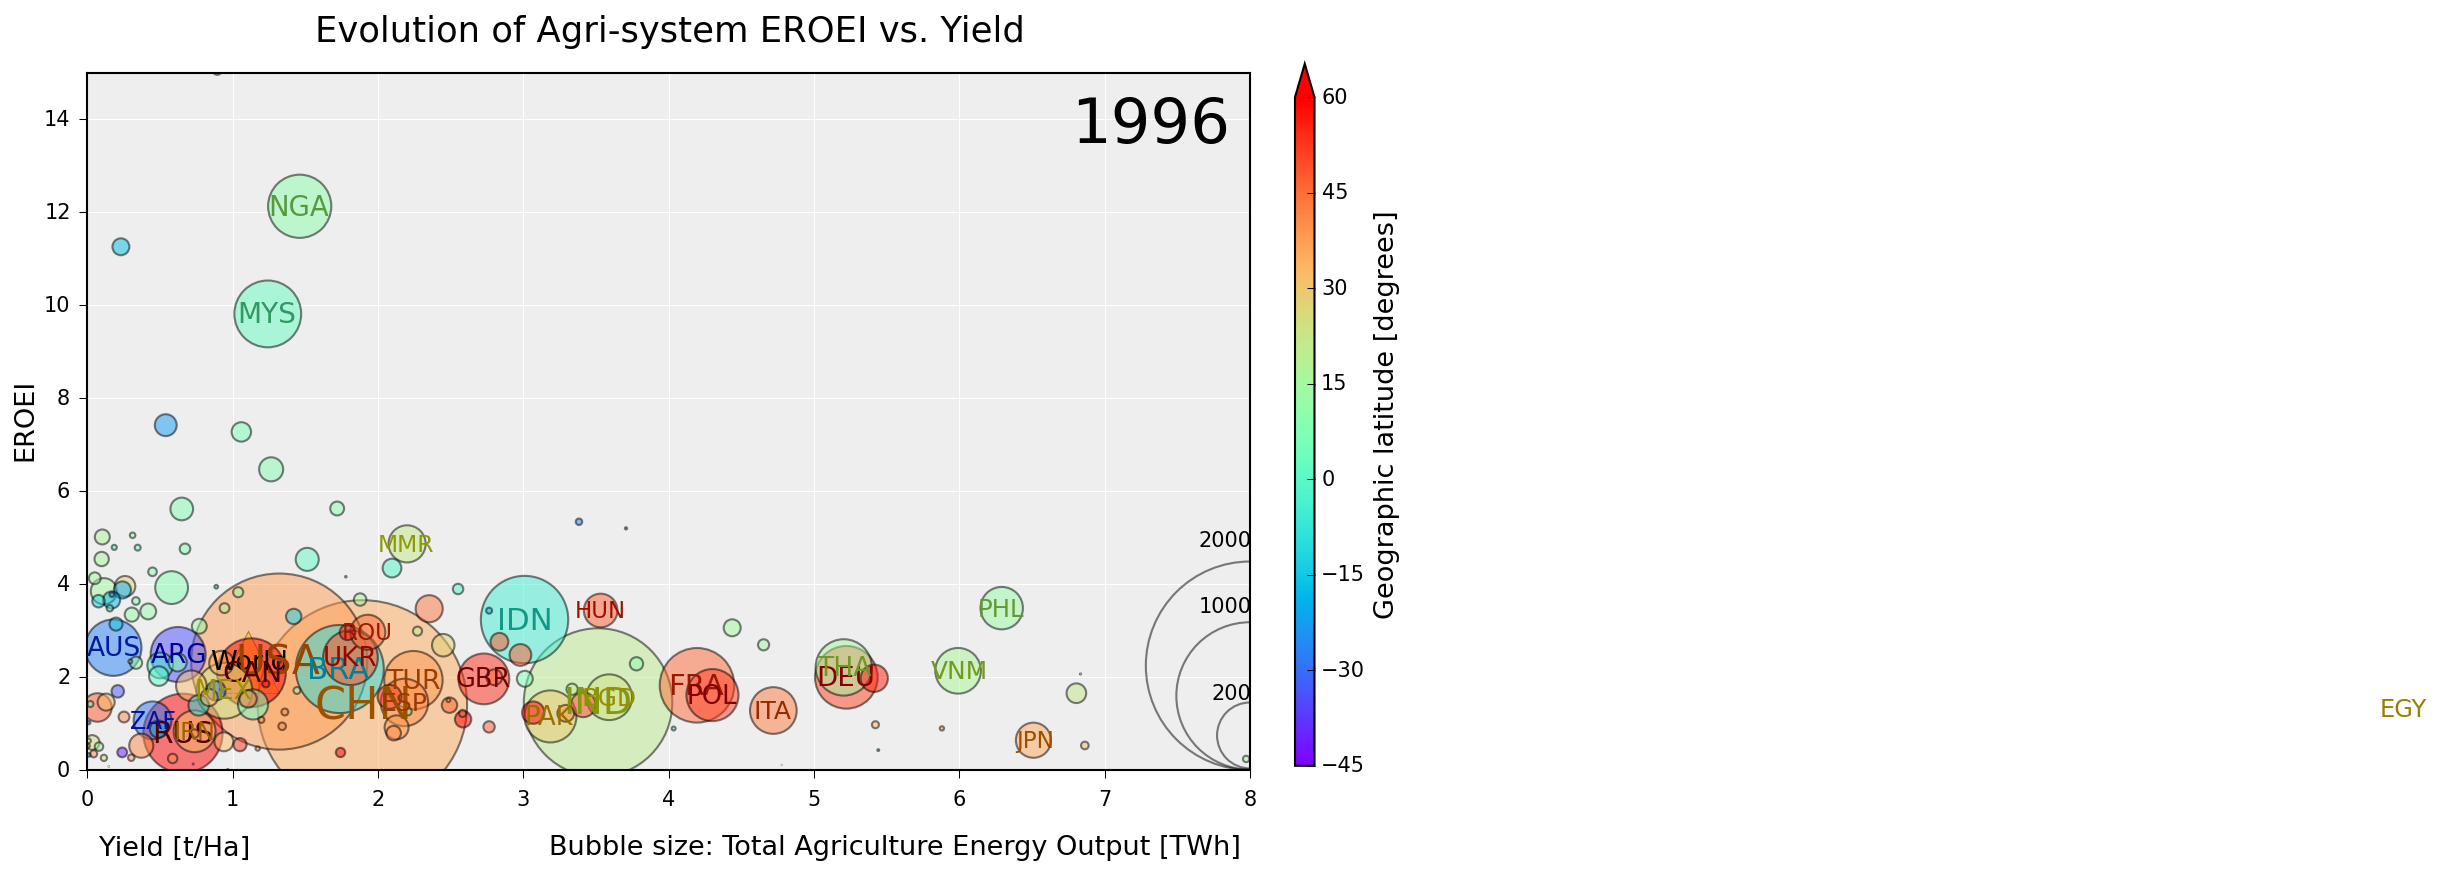 Evolution of Agri-system EROEI vs. Yield
1996
EROEI
14
12
10
8
6
4
2
0
NGA
MYS
MMR
AUS
ARG
World
USA
CAN
MEX
ZAF
RUS
IRN
CHN
BRA
UKR
ROU
TUR
ESP
GBR
IDN
HUN
PAK
IND
BGD
FRA
POL
ITA
DEU
THA
VNM
PHL
JPN
EGY
2000
1000
200
0 1 2 3 4 5 6 7 8
Yield [t/Ha]
Bubble size: Total Agriculture Energy Output [TWh]
60
45
30
15
0
−15
−30
−45
Geographic latitude [degrees]